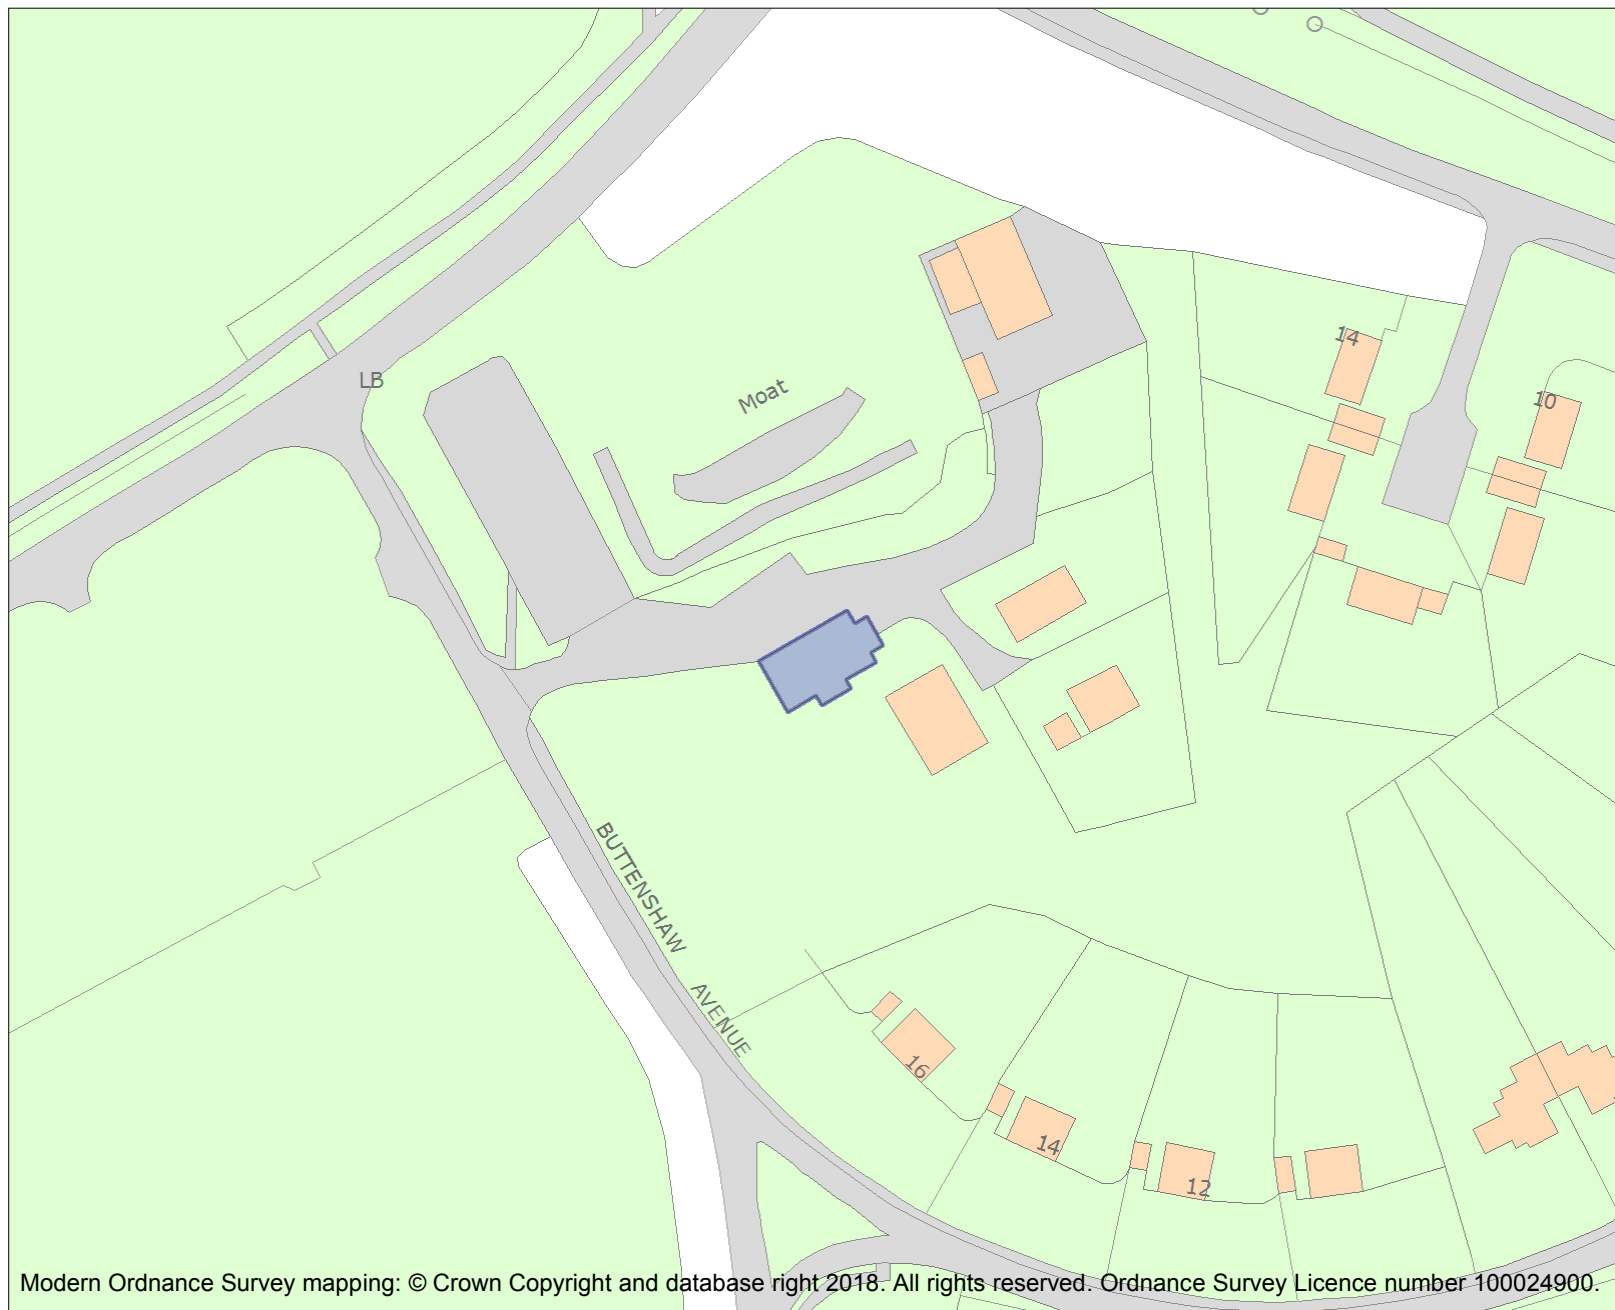 14
LB
Moat
10
BUTTENSHAW
AVENUE
16
14
12
Modern Ordnance Survey mapping: © Crown Copyright and database right 2018. All rights reserved. Ordnance Survey Licence number 100024900.